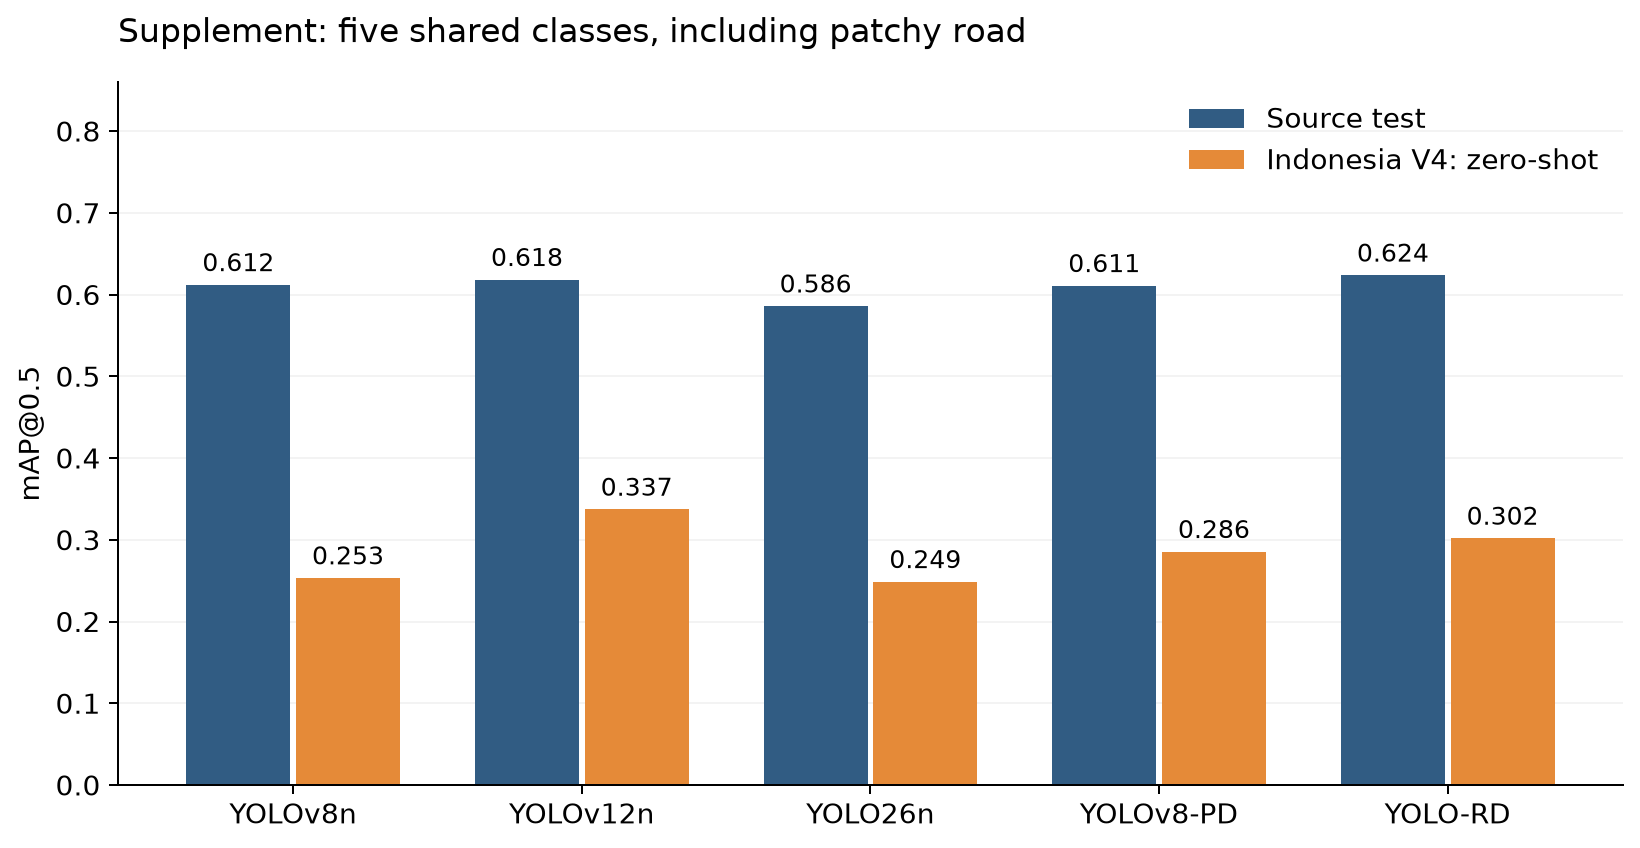 Supplement: five shared classes, including patchy road
Source test
Indonesia V4: zero-shot
mAP@0.5
0.8
0.7
0.6
0.5
0.4
0.3
0.2
0.1
0.0
0.612
0.253
0.618
0.337
0.586
0.249
0.611
0.286
0.624
0.302
YOLOv8n
YOLOv12n
YOLO26n
YOLOv8-PD
YOLO-RD